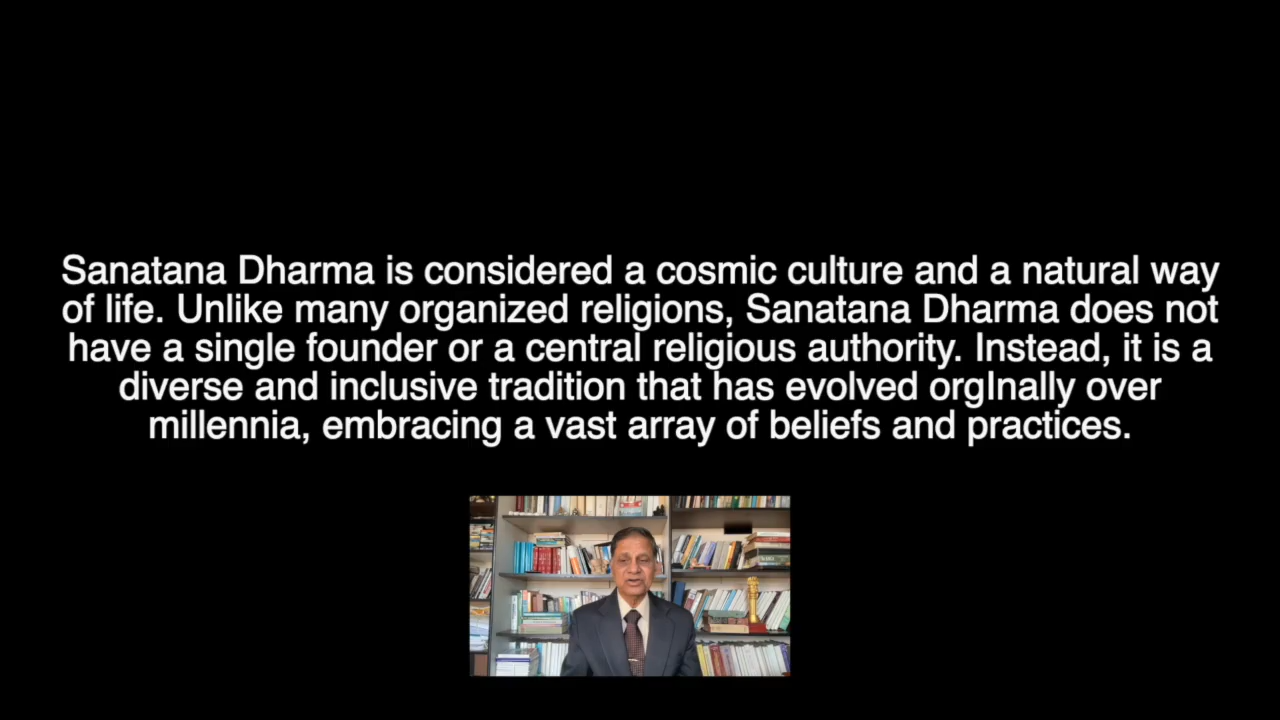 Sanatana Dharma is considered a cosmic culture and a natural way
of life. Unlike many organized religions, Sanatana Dharma does not
have a single founder or a central religious authority. Instead, it is a
diverse and inclusive tradition that has evolved orgInally over
millennia, embracing a vast array of beliefs and practices.